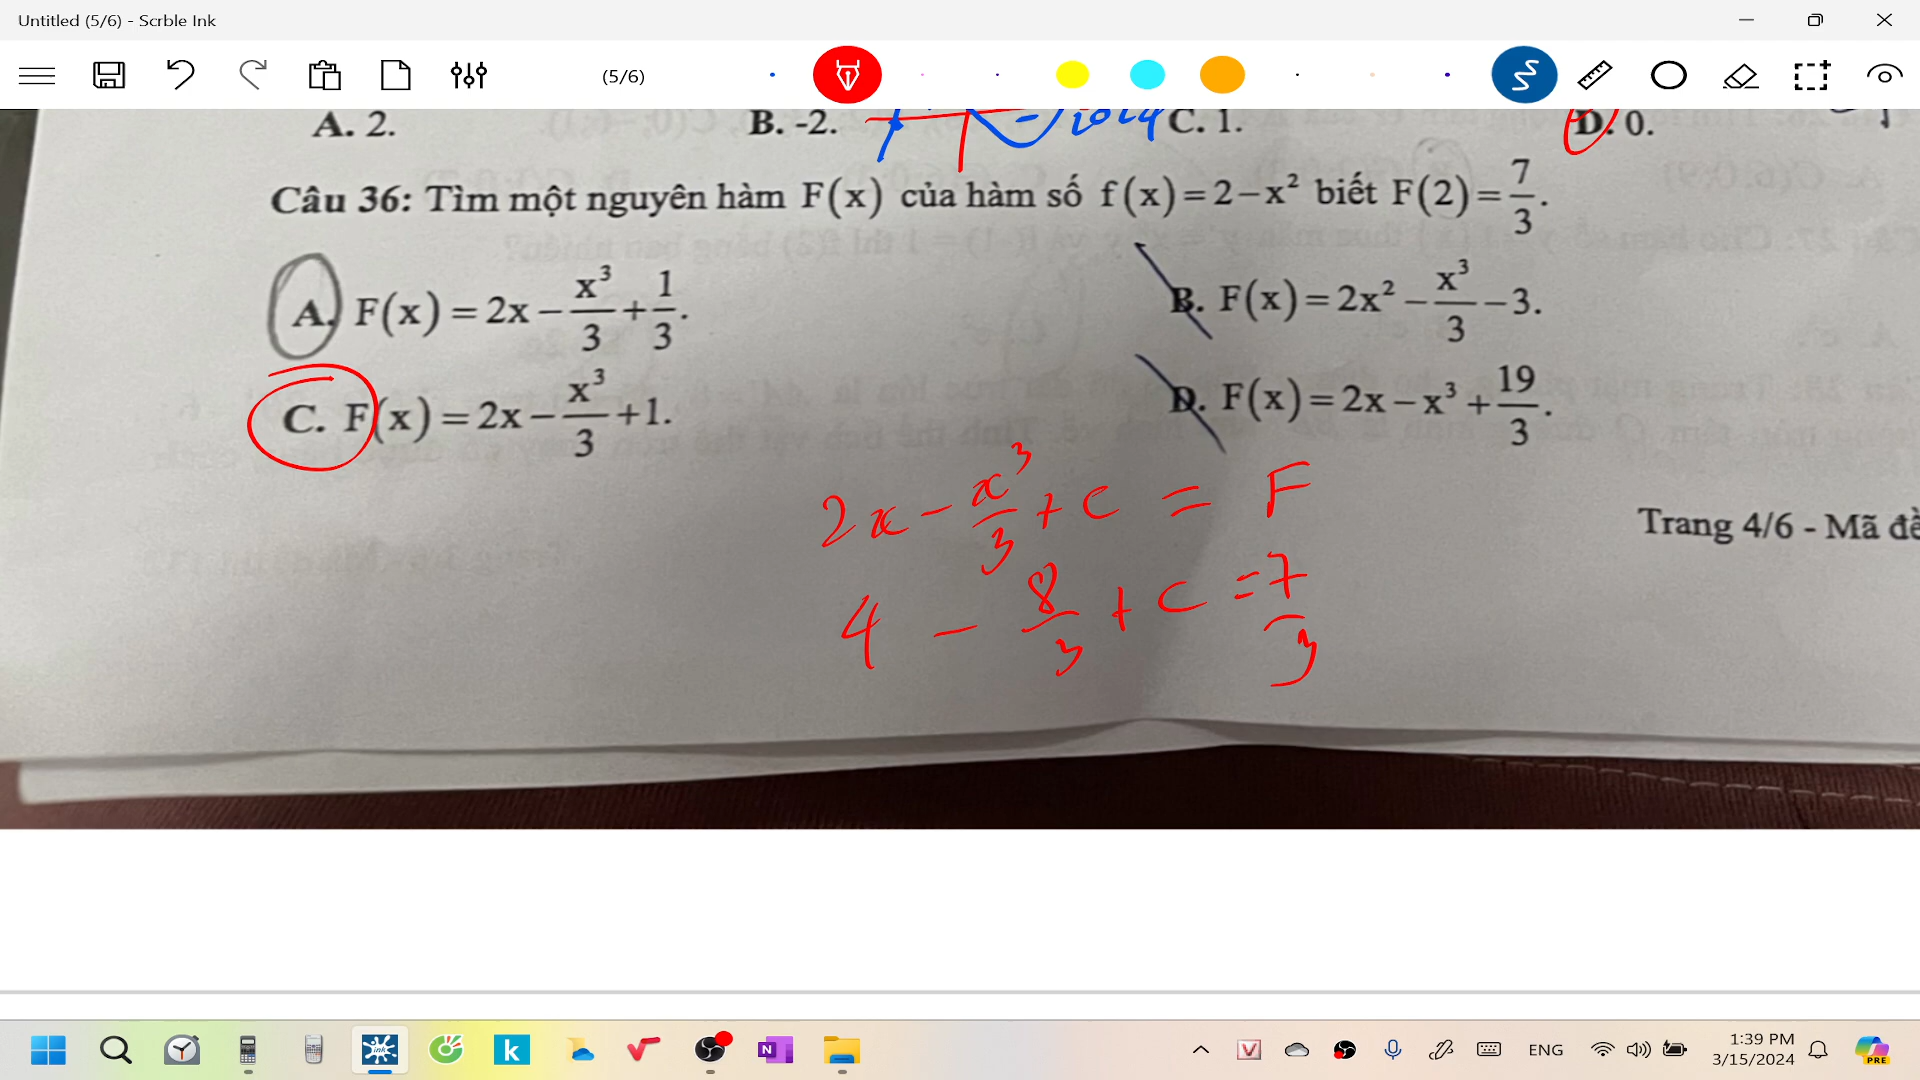 Untitled (5/6) - Scrble Ink
(5/6)
A. 2. B. -2. C. 1. D. 0.
Câu 36: Tìm một nguyên hàm F(x) của hàm số f(x)=2−x² biết F(2)=7/3.
A. F(x)=2x−x³/3+1/3. B. F(x)=2x²−x³/3−3.
C. F(x)=2x−x³/3+1. D. F(x)=2x−x³+19/3.
2x−x³/3+C = F
Trang 4/6 - Mã đề
4 − 8/3 + C = 7/3
ENG
1:39 PM
3/15/2024
PRE